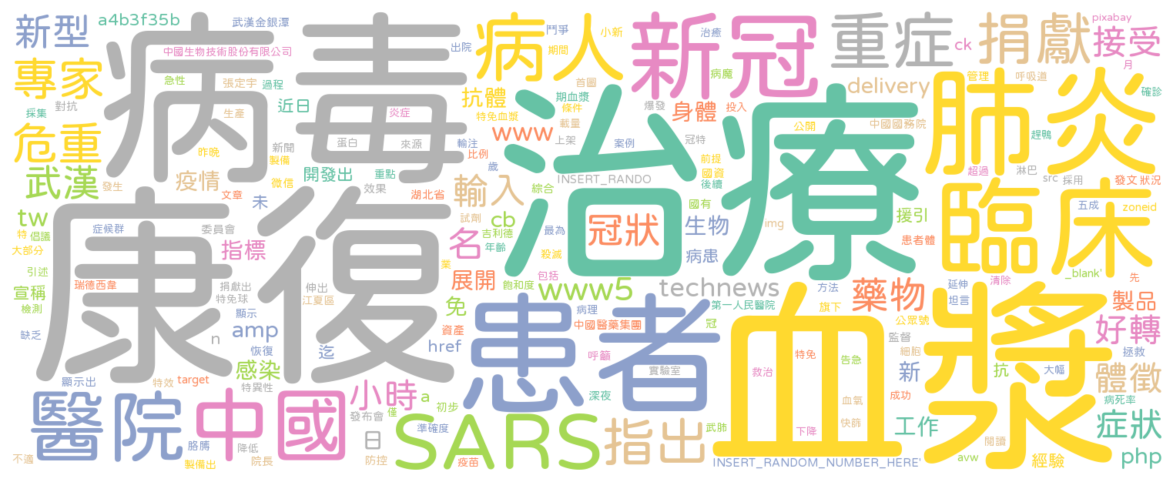 a4b3f35b
武漢金銀潭
鬥爭
小新
治癒
pixabay
新型
中國生物技術股份有限公司
出院
病人
期間
新冠
重症
ck
捐獻
接受
月
病毒
專家
急性
張定宇
過程
首圖
病魔
管理
呼吸道
採集
對抗
近日
抗體
期血漿
條件
爆發
投入
delivery
肺炎
確診
生產
炎症
特免血漿
載量
身體
危重
昨晚
新聞
製備
蛋白
來源
輸注
比例
www
上架
案例
冠特
公開
中國國務院
趕鴨
治療
武漢
發生
疫情
微信
開發出
重點
歲
INSERT_RANDO
前提
國資
超過
淋巴
src
採用
發文
狀況
文章
效果
湖北省
輸入
綜合
後續
臨床
tw
未
試劑
cb
吉利德
年齡
國有
生物
援引
五成
zoneid
特
倡議
症候群
委員會
名
最為
冠狀
img
患者體
大部分
指標
殺滅
病患
康復
引述
瑞德西韋
捐獻出
伸出
展開
業
包括
方法
清除
_blank'
先
宣稱
特免球
江夏區
飽和度
www5
technews
第一人民醫院
旗下
藥物
延伸
坦言
製品
檢測
顯示
免
資產
病理
中國醫藥集團
冠
公眾號
缺乏
n
amp
迄
href
患者
血漿
監督
好轉
恢復
呼籲
特免
告急
細胞
拯救
顯示出
特效
target
感染
實驗室
救治
新
抗
大幅
體徵
特異性
小時
a
初步
深夜
血氧
成功
病死率
醫院
中國
發布會
僅
準確度
SARS
指出
武肺
下降
快篩
工作
症狀
胳膊
降低
日
閱讀
不適
製備出
院長
防控
疫苗
INSERT_RANDOM_NUMBER_HERE'
avw
經驗
php